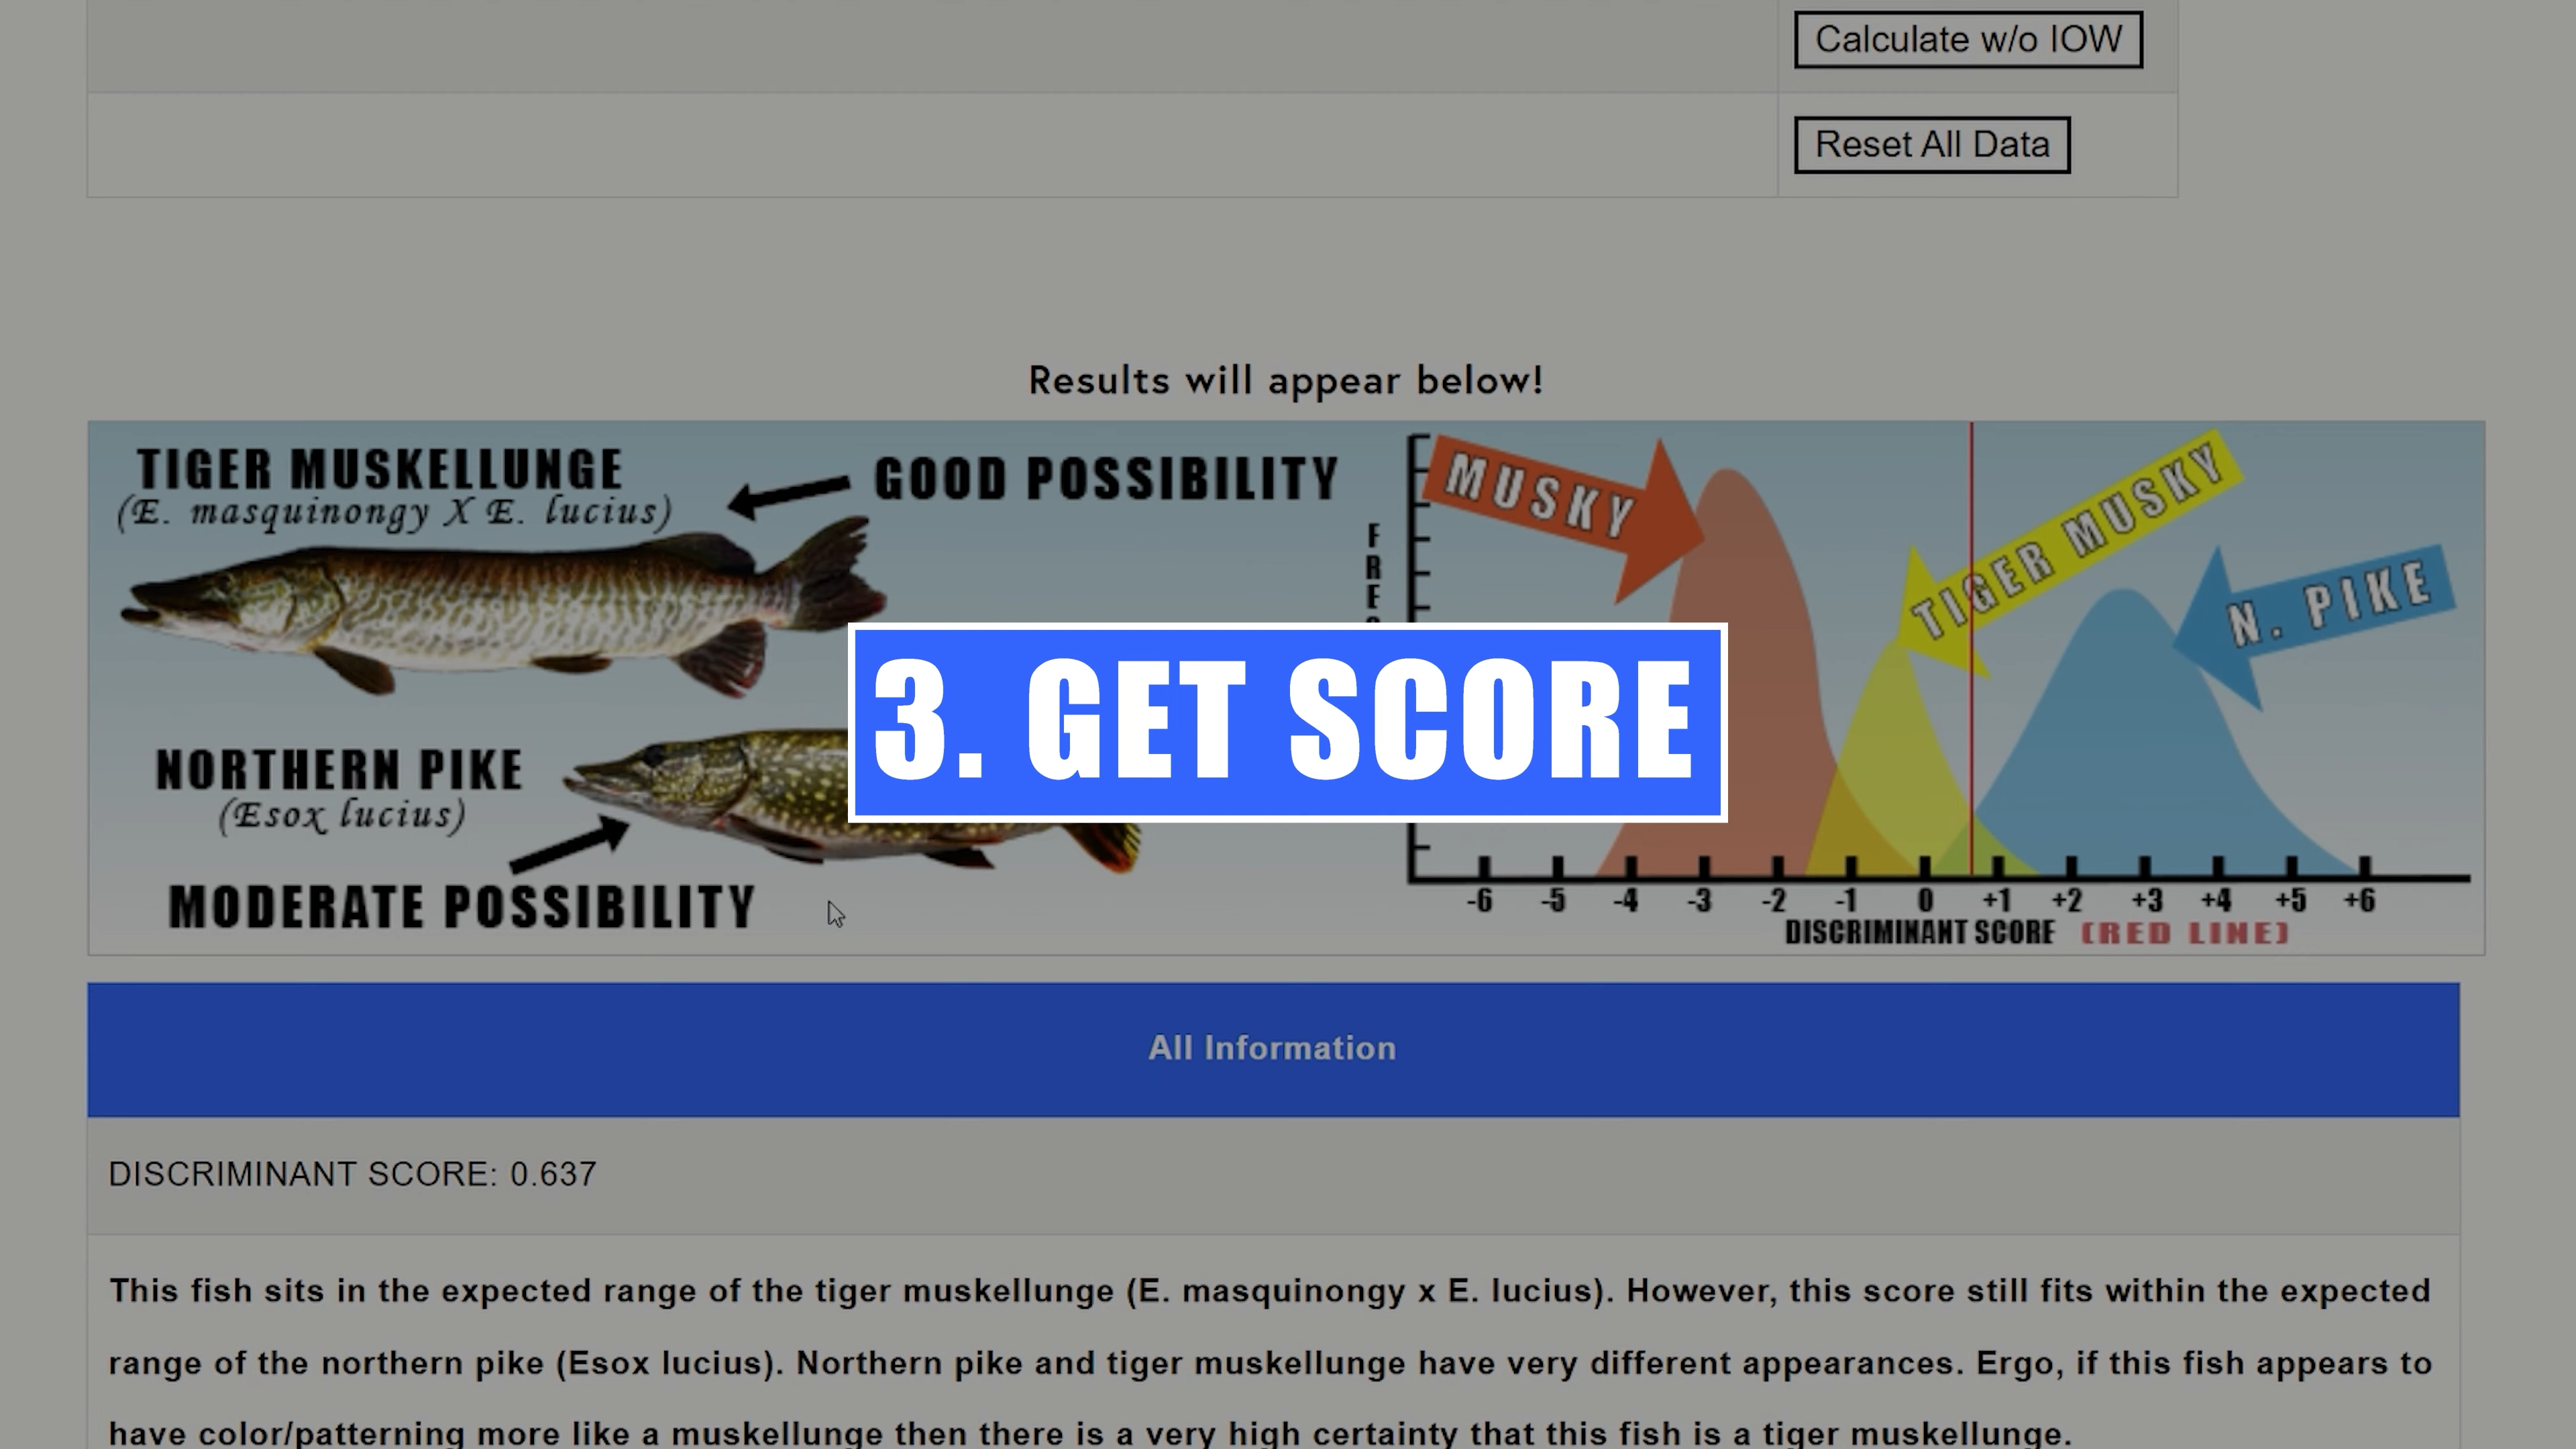 Calculate w/o IOW
Reset All Data
Results will appear below!
TIGER MUSKELLUNGE
(E. masquinongy X E. lucius)
GOOD POSSIBILITY
MUSKY
TIGER MUSKY
N. PIKE
FRE
3. GET SCORE
NORTHERN PIKE
(Esox lucius)
MODERATE POSSIBILITY
-6 -5 -4 -3 -2 -1 0 +1 +2 +3 +4 +5 +6
DISCRIMINANT SCORE (RED LINE)
All Information
DISCRIMINANT SCORE: 0.637
This fish sits in the expected range of the tiger muskellunge (E. masquinongy x E. lucius). However, this score still fits within the expected
range of the northern pike (Esox lucius). Northern pike and tiger muskellunge have very different appearances. Ergo, if this fish appears to
have color/patterning more like a muskellunge then there is a very high certainty that this fish is a tiger muskellunge.